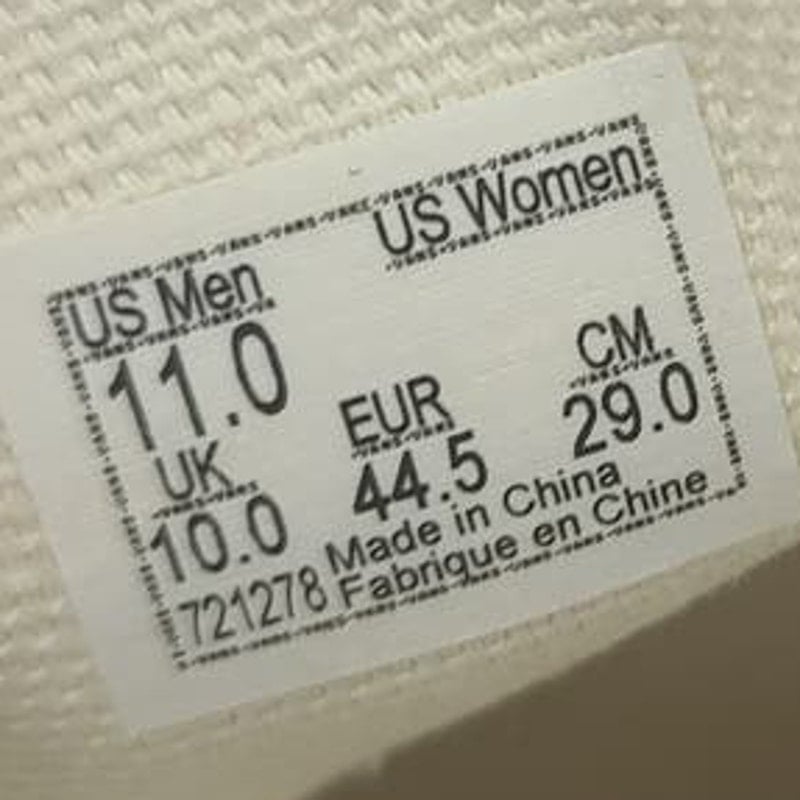 US Men US Women
11.0
UK EUR CM
10.0 44.5 29.0
721278 Made in China
Fabrique en Chine